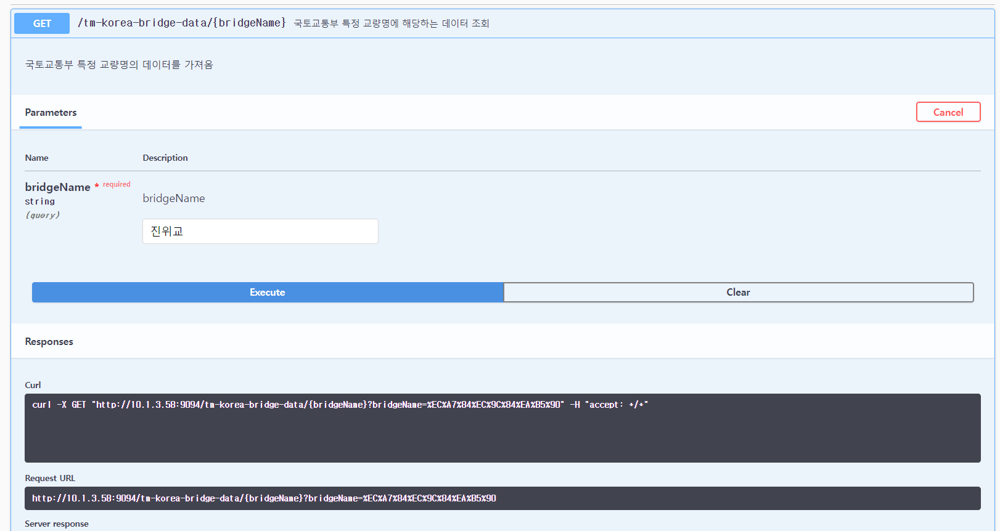 GET /tm-korea-bridge-data/{bridgeName} 국토교통부 특정 교량명에 해당하는 데이터 조회
국토교통부 특정 교량명의 데이터를 가져옴
Parameters
Cancel
Name Description
bridgeName * required
string
(query)
bridgeName
진위교
Execute
Clear
Responses
Curl
curl -X GET "http://10.1.3.58:9094/tm-korea-bridge-data/{bridgeName}?bridgeName=%EC%A7%84%EC%9C%84%EA%B5%90" -H "accept: */*"
Request URL
http://10.1.3.58:9094/tm-korea-bridge-data/{bridgeName}?bridgeName=%EC%A7%84%EC%9C%84%EA%B5%90
Server response